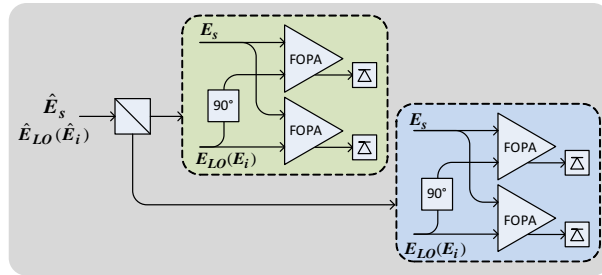 E_s
FOPA
90°
FOPA
E_LO(E_i)
Ê_s
Ê_LO(Ê_i)
E_s
FOPA
90°
FOPA
E_LO(E_i)